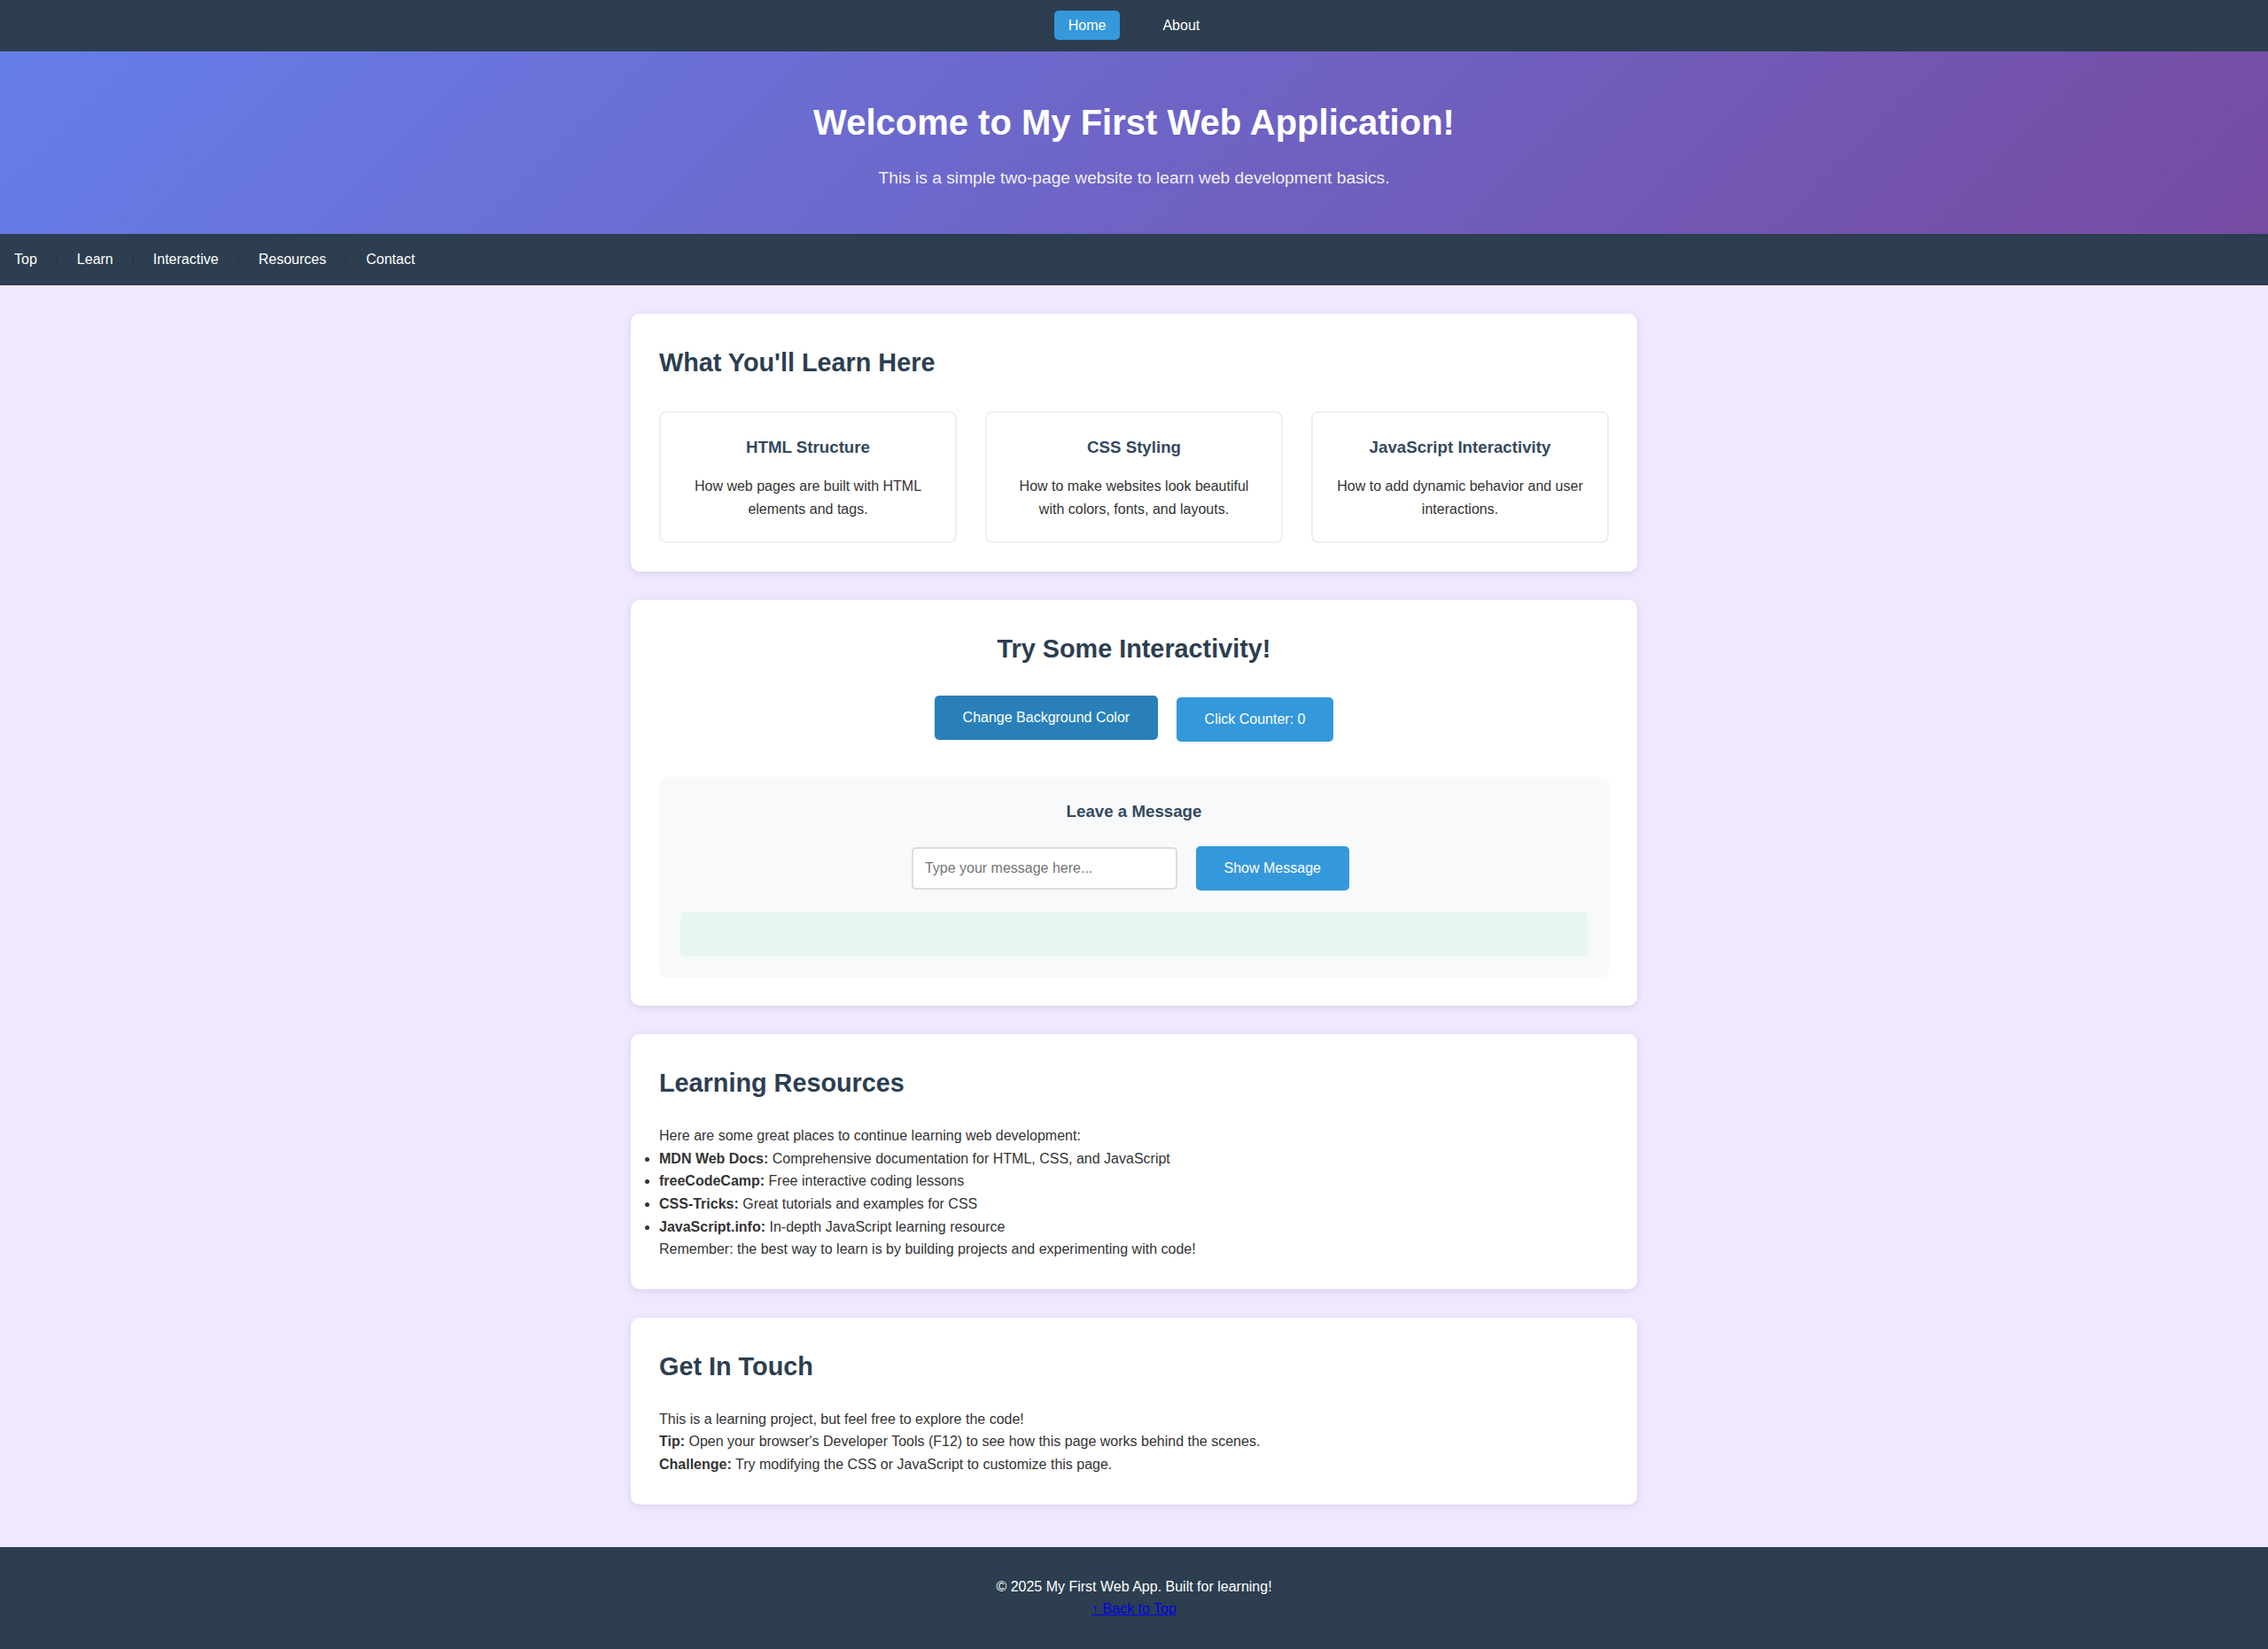 Home About
Welcome to My First Web Application!
This is a simple two-page website to learn web development basics.
Top | Learn | Interactive | Resources | Contact
What You'll Learn Here
HTML Structure
How web pages are built with HTML
elements and tags.
CSS Styling
How to make websites look beautiful
with colors, fonts, and layouts.
JavaScript Interactivity
How to add dynamic behavior and user
interactions.
Try Some Interactivity!
Change Background Color
Click Counter: 0
Leave a Message
Type your message here...
Show Message
Learning Resources
Here are some great places to continue learning web development:
• MDN Web Docs: Comprehensive documentation for HTML, CSS, and JavaScript
• freeCodeCamp: Free interactive coding lessons
• CSS-Tricks: Great tutorials and examples for CSS
• JavaScript.info: In-depth JavaScript learning resource
Remember: the best way to learn is by building projects and experimenting with code!
Get In Touch
This is a learning project, but feel free to explore the code!
Tip: Open your browser's Developer Tools (F12) to see how this page works behind the scenes.
Challenge: Try modifying the CSS or JavaScript to customize this page.
© 2025 My First Web App. Built for learning!
↑ Back to Top